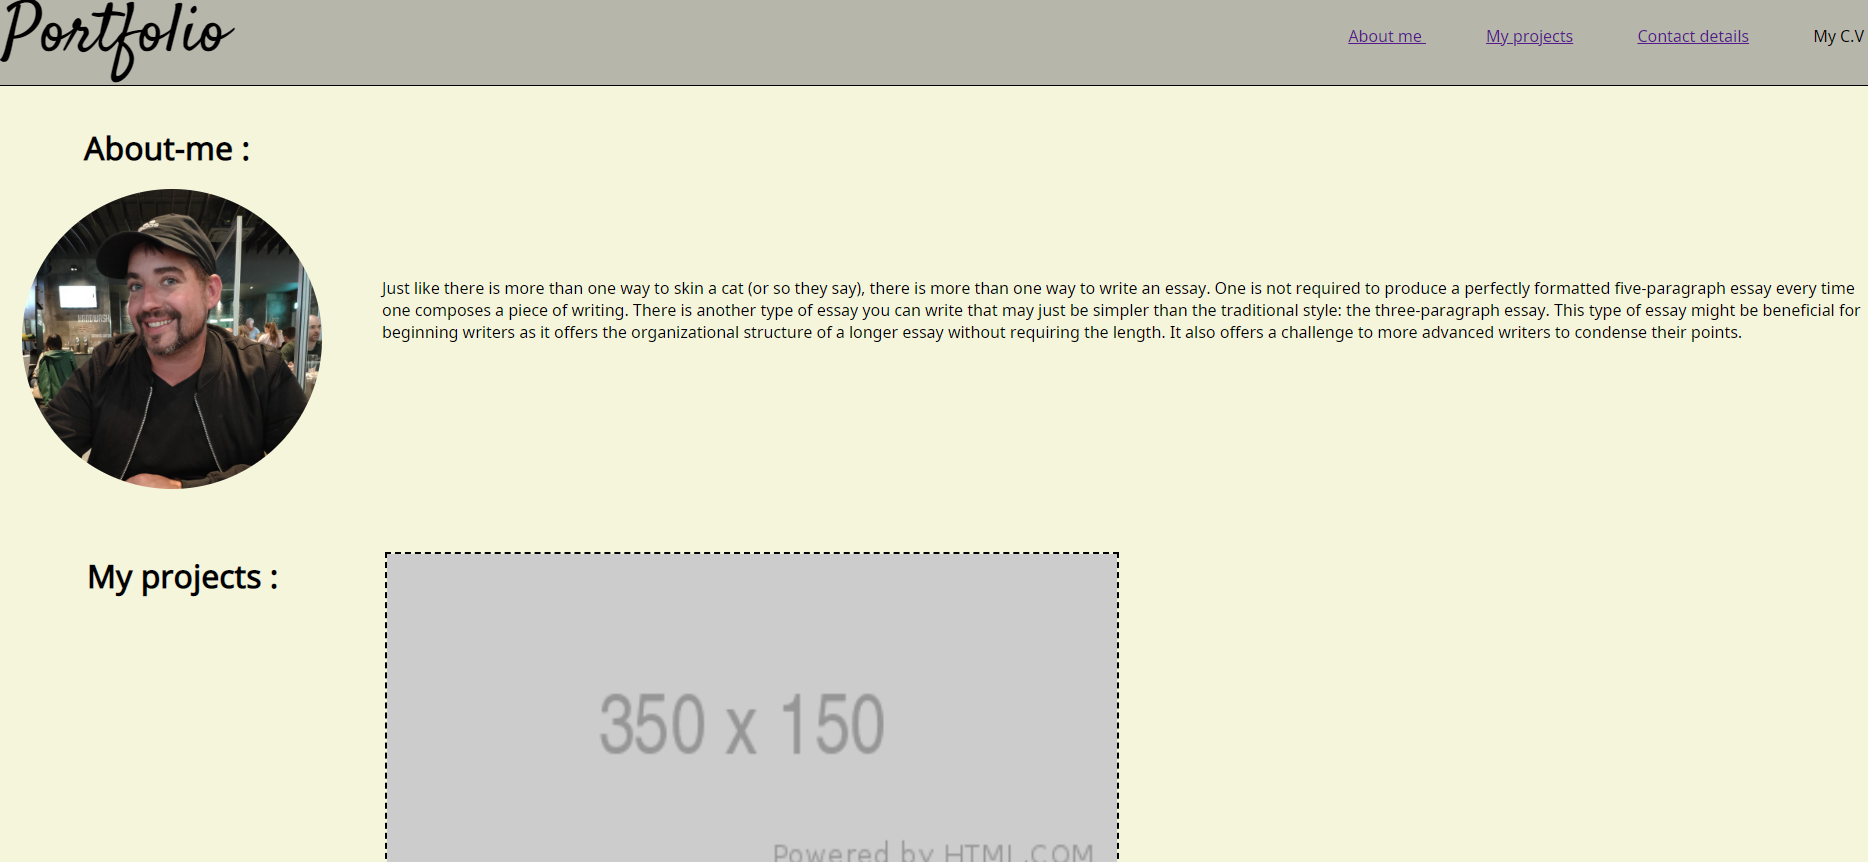 Portfolio
About me My projects Contact details My C.V
About-me :
Just like there is more than one way to skin a cat (or so they say), there is more than one way to write an essay. One is not required to produce a perfectly formatted five-paragraph essay every time
one composes a piece of writing. There is another type of essay you can write that may just be simpler than the traditional style: the three-paragraph essay. This type of essay might be beneficial for
beginning writers as it offers the organizational structure of a longer essay without requiring the length. It also offers a challenge to more advanced writers to condense their points.
My projects :
350 x 150
Powered by HTML.COM